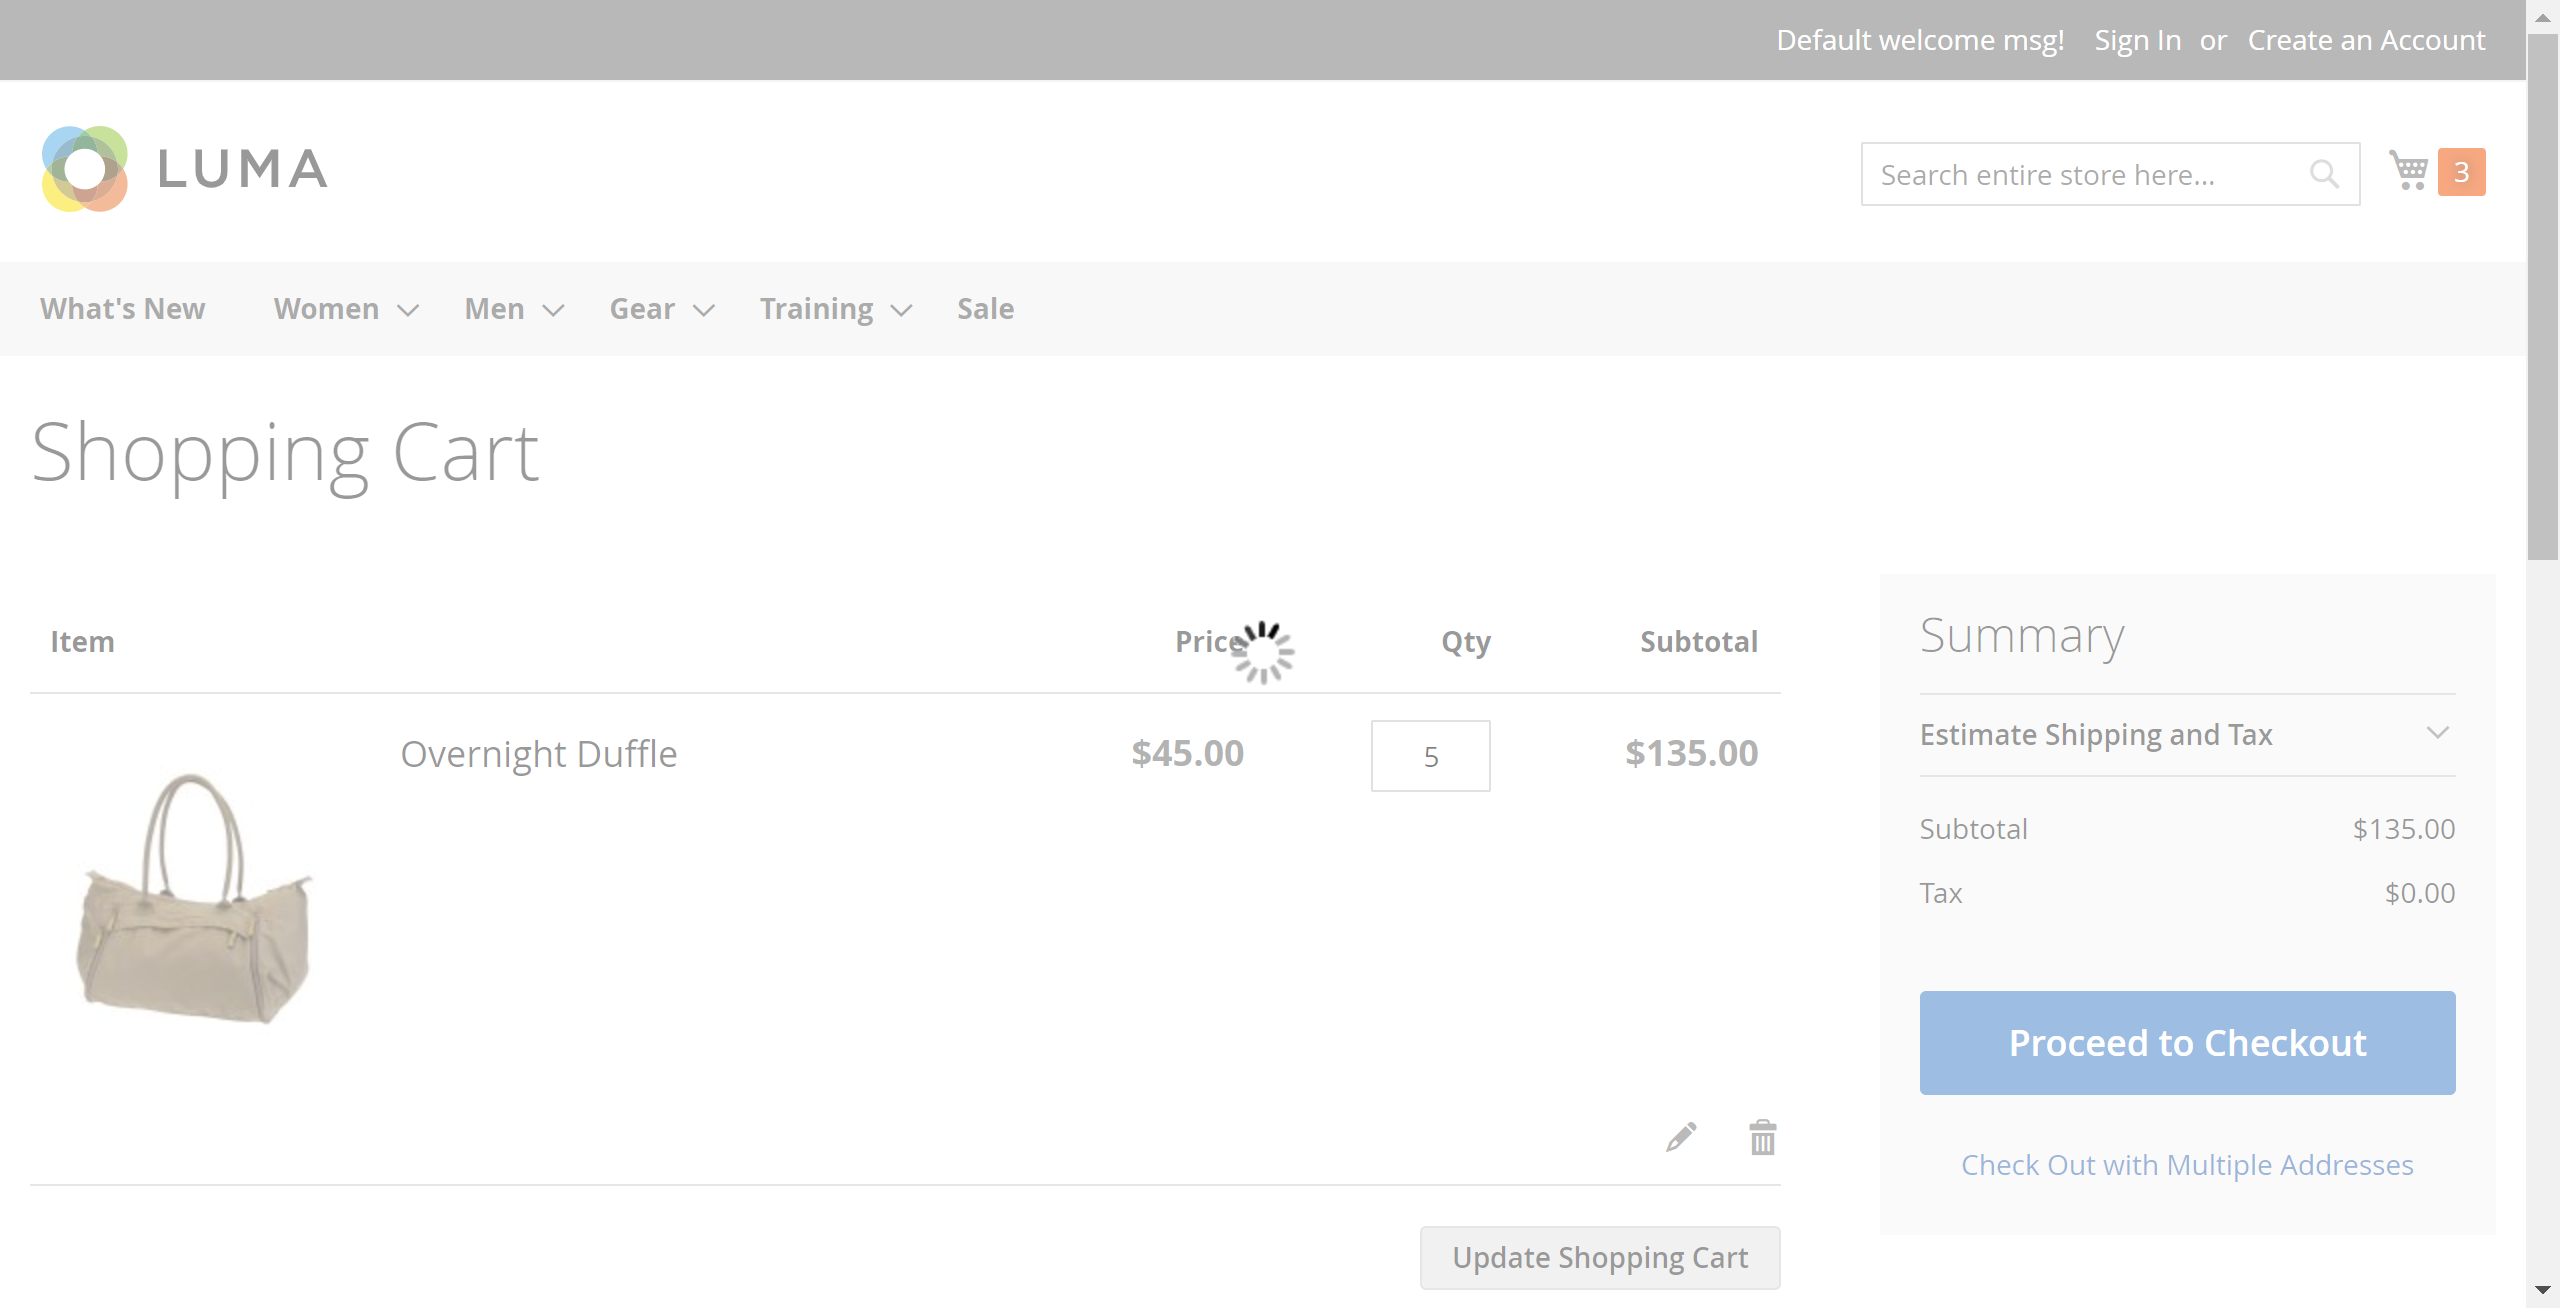 Default welcome msg! Sign In or Create an Account
LUMA
Search entire store here...
3
What's New Women Men Gear Training Sale
Shopping Cart
Item Price Qty Subtotal
Overnight Duffle $45.00 5 $135.00
Update Shopping Cart
Summary
Estimate Shipping and Tax
Subtotal $135.00
Tax $0.00
Proceed to Checkout
Check Out with Multiple Addresses